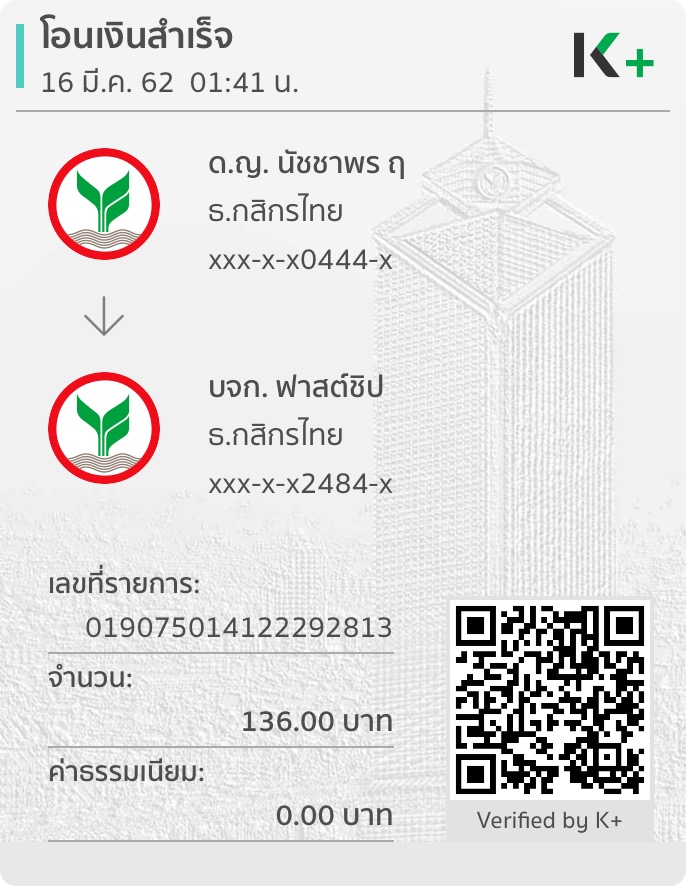 โอนเงินสำเร็จ
16 มี.ค. 62 01:41 น.
K+
ด.ญ. นัชชาพร ฤ
ธ.กสิกรไทย
xxx-x-x0444-x
บจก. ฟาสต์ชิป
ธ.กสิกรไทย
xxx-x-x2484-x
เลขที่รายการ:
019075014122292813
จำนวน:
136.00 บาท
ค่าธรรมเนียม:
0.00 บาท
Verified by K+